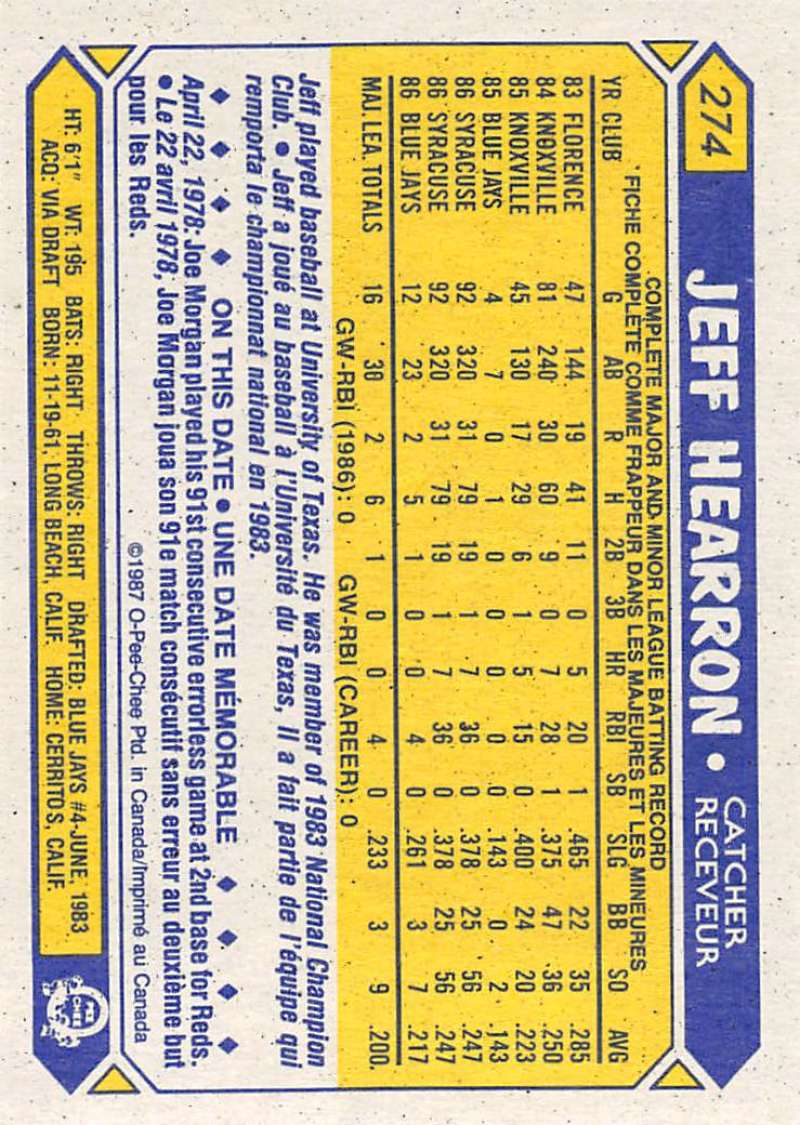 274
JEFF HEARRON • CATCHER
RECEVEUR
COMPLETE MAJOR AND MINOR LEAGUE BATTING RECORD
FICHE COMPLÈTE COMME FRAPPEUR DANS LES MAJEURES ET LES MINEURES
YR CLUB G AB R H 2B 3B HR RBI SB SLG BB SO AVG
83 FLORENCE 47 144 19 41 11 0 5 20 1 .465 22 35 .285
84 KNOXVILLE 81 240 30 60 9 0 7 28 1 .375 47 36 .250
85 KNOXVILLE 45 130 17 29 6 1 5 15 0 .400 24 20 .223
85 BLUE JAYS 4 7 0 1 0 0 0 0 0 .143 0 2 .143
86 SYRACUSE 92 320 31 79 19 1 7 36 0 .378 25 56 .247
86 SYRACUSE 92 320 31 79 19 1 7 36 0 .378 25 56 .247
86 BLUE JAYS 12 23 2 5 1 0 0 4 0 .261 3 7 .217
MAJ. LEA. TOTALS 16 30 2 6 1 0 0 4 0 .233 3 9 .200
GW-RBI (1986): 0 GW-RBI (CAREER): 0
Jeff played baseball at University of Texas. He was member of 1983 National Champion
Club. • Jeff a joué au baseball à l'Université du Texas. Il a fait partie de l'équipe qui
remporta le championnat national en 1983.
ON THIS DATE • UNE DATE MÉMORABLE
April 22, 1978: Joe Morgan played his 91st consecutive errorless game at 2nd base for Reds.
• Le 22 avril 1978, Joe Morgan joua son 91e match consécutif sans erreur au deuxième but
pour les Reds.
©1987 O-Pee-Chee Ptd. in Canada/Imprimé au Canada
HT: 6'1" WT: 195 BATS: RIGHT THROWS: RIGHT DRAFTED: BLUE JAYS #4-JUNE, 1983
ACQ: VIA DRAFT BORN: 11-19-61, LONG BEACH, CALIF. HOME: CERRITOS, CALIF.
O PEE CHEE